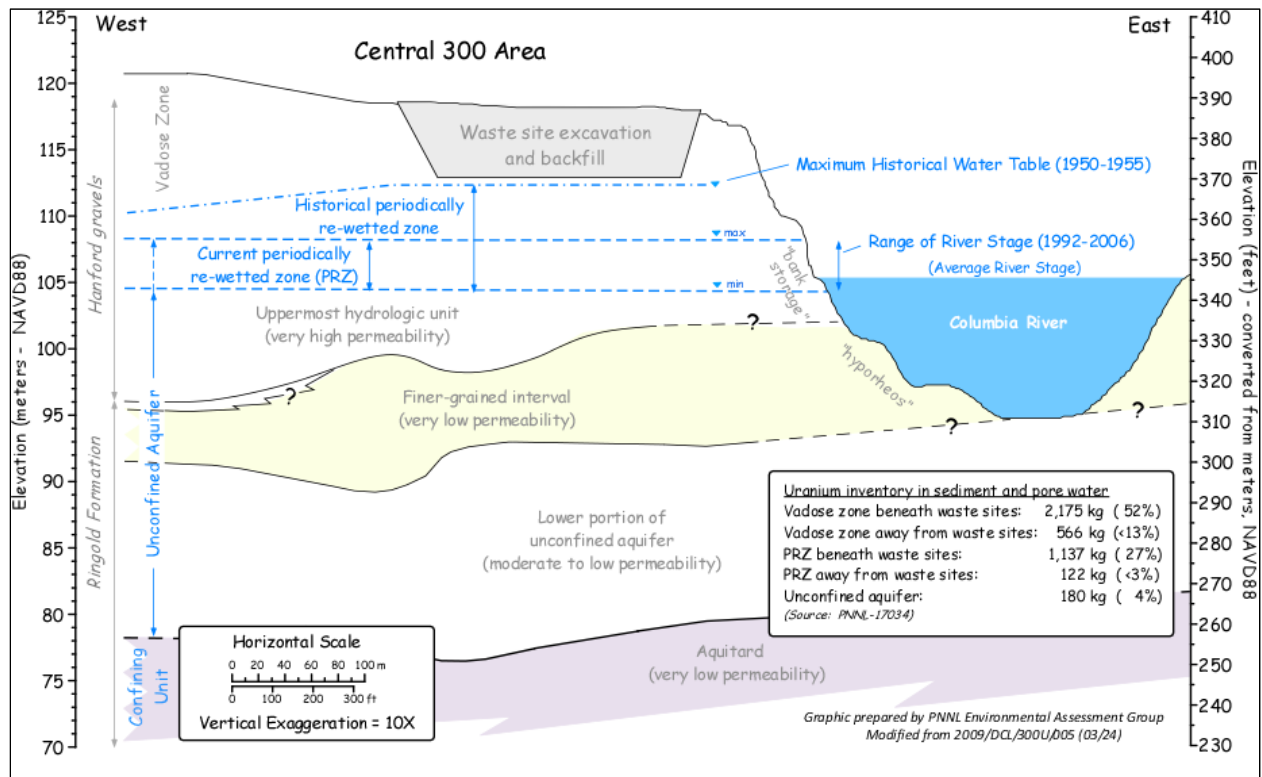 West
East
Central 300 Area
Elevation (meters - NAVD88)
125
120
115
110
105
100
95
90
85
80
75
70
Hanford gravels
Ringold Formation
Vadose Zone
Waste site excavation
and backfill
Maximum Historical Water Table (1950-1955)
Historical periodically
re-wetted zone
max
Current periodically
re-wetted zone (PRZ)
min
Range of River Stage (1992-2006)
(Average River Stage)
"bank
storage"
Uppermost hydrologic unit
(very high permeability)
?
Columbia River
"hyporheos"
?
Finer-grained interval
(very low permeability)
?
?
Unconfined Aquifer
Lower portion of
unconfined aquifer
(moderate to low permeability)
Uranium inventory in sediment and pore water
Vadose zone beneath waste sites: 2,175 kg ( 52%)
Vadose zone away from waste sites: 566 kg (<13%)
PRZ beneath waste sites: 1,137 kg ( 27%)
PRZ away from waste sites: 122 kg ( <3%)
Unconfined aquifer: 180 kg ( 4%)
(Source: PNNL-17034)
Confining
Unit
Horizontal Scale
0 20 40 60 80 100 m
0 100 200 300 ft
Vertical Exaggeration = 10X
Aquitard
(very low permeability)
Graphic prepared by PNNL Environmental Assessment Group
Modified from 2009/DCL/300U/005 (03/24)
410
400
390
380
370
360
350
340
330
320
310
300
290
280
270
260
250
240
230
Elevation (feet) - converted from meters, NAVD88